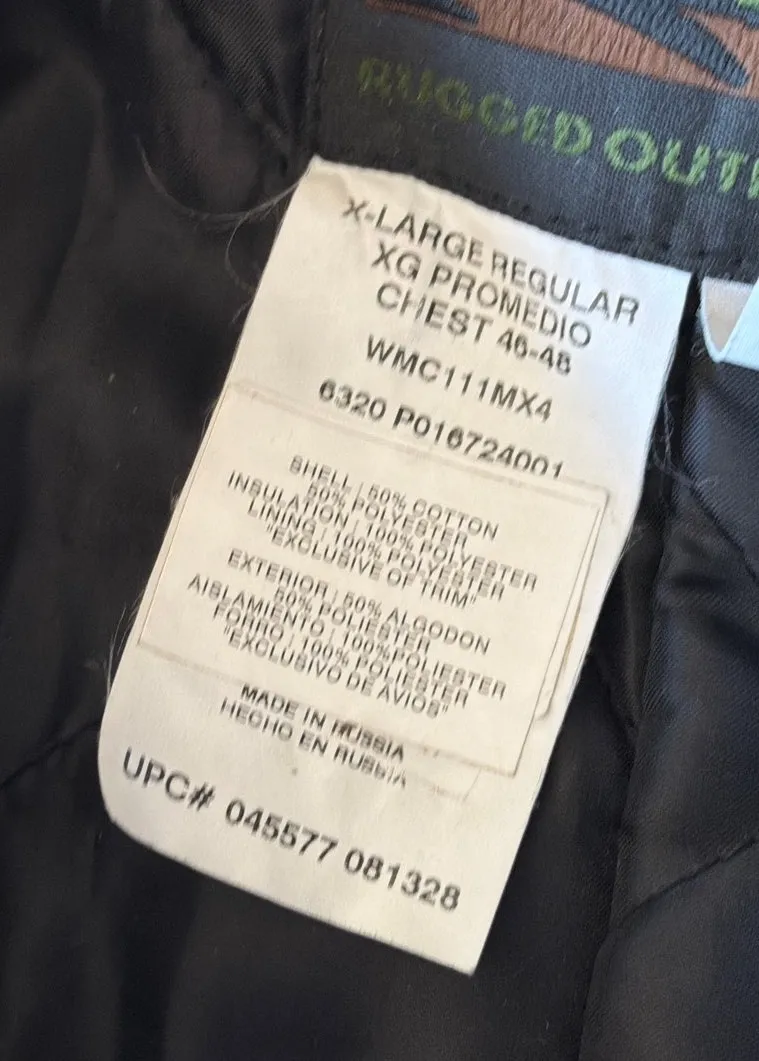 RUGGED OUT
X-LARGE REGULAR
XG PROMEDIO
CHEST 46-48
WMC111MX4
6320 P016724001
SHELL : 50% COTTON
50% POLYESTER
INSULATION : 100% POLYESTER
LINING : 100% POLYESTER
"EXCLUSIVE OF TRIM"
EXTERIOR : 50% ALGODON
50% POLIESTER
AISLAMIENTO : 100%POLIESTER
FORRO : 100% POLIESTER
"EXCLUSIVO DE AVIOS"
MADE IN RUSSIA
HECHO EN RUSSIA
UPC# 045577 081328